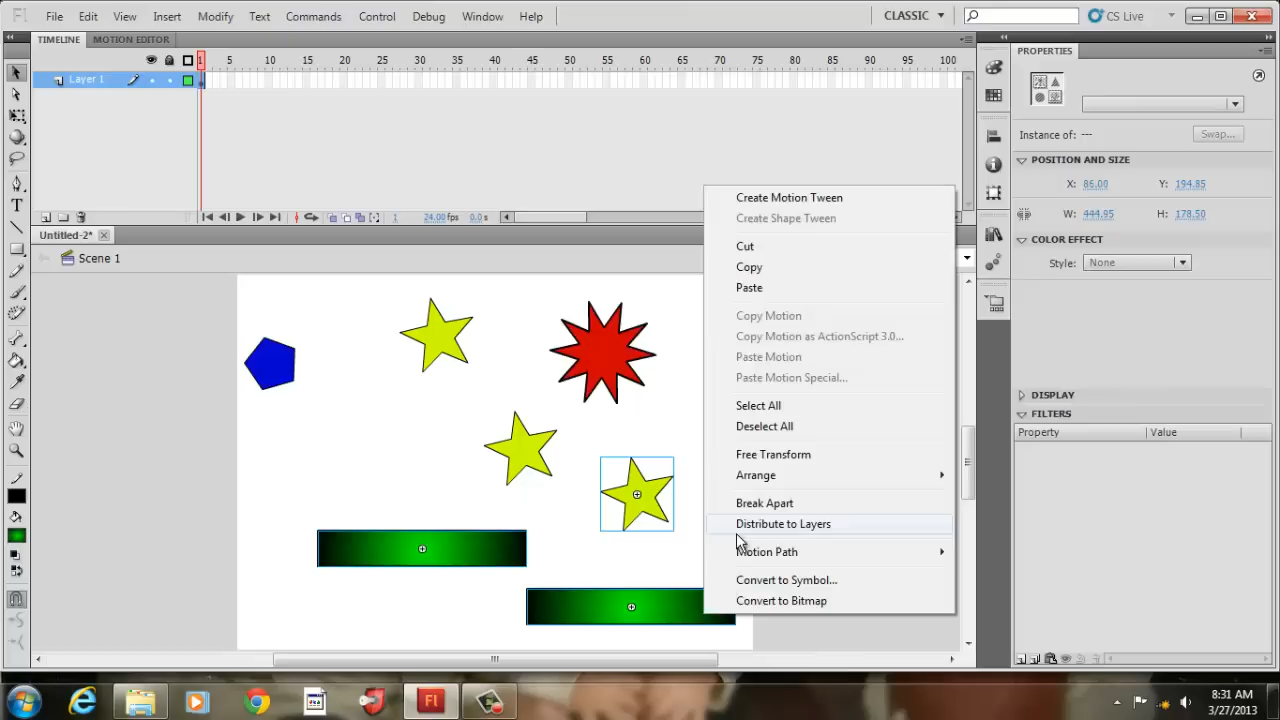 Fl File Edit View Insert Modify Text Commands Control Debug Window Help CLASSIC CS Live
TIMELINE MOTION EDITOR
1 5 10 15 20 25 30 35 40 45 50 55 60 65 70 75 80 85 90 95 100
Layer 1
1 24.00 fps 0.0 s
Untitled-2*
Scene 1
Create Motion Tween
Create Shape Tween
Cut
Copy
Paste
Copy Motion
Copy Motion as ActionScript 3.0...
Paste Motion
Paste Motion Special...
Select All
Deselect All
Free Transform
Arrange
Break Apart
Distribute to Layers
Motion Path
Convert to Symbol...
Convert to Bitmap
PROPERTIES
Instance of: --- Swap...
POSITION AND SIZE
X: 86.00 Y: 194.85
W: 444.95 H: 178.50
COLOR EFFECT
Style: None
DISPLAY
FILTERS
Property Value
Fl
8:31 AM
3/27/2013